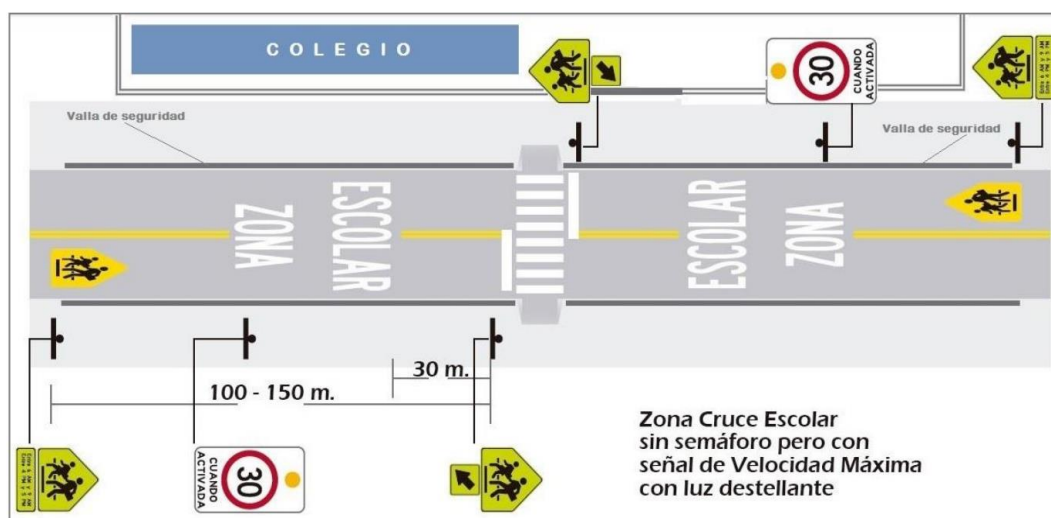 COLEGIO
30
CUANDO
ACTIVADA
Valla de seguridad
Valla de seguridad
ZONA
ESCOLAR
ESCOLAR
ZONA
30 m.
100 - 150 m.
30
CUANDO
ACTIVADA
Zona Cruce Escolar
sin semáforo pero con
señal de Velocidad Máxima
con luz destellante